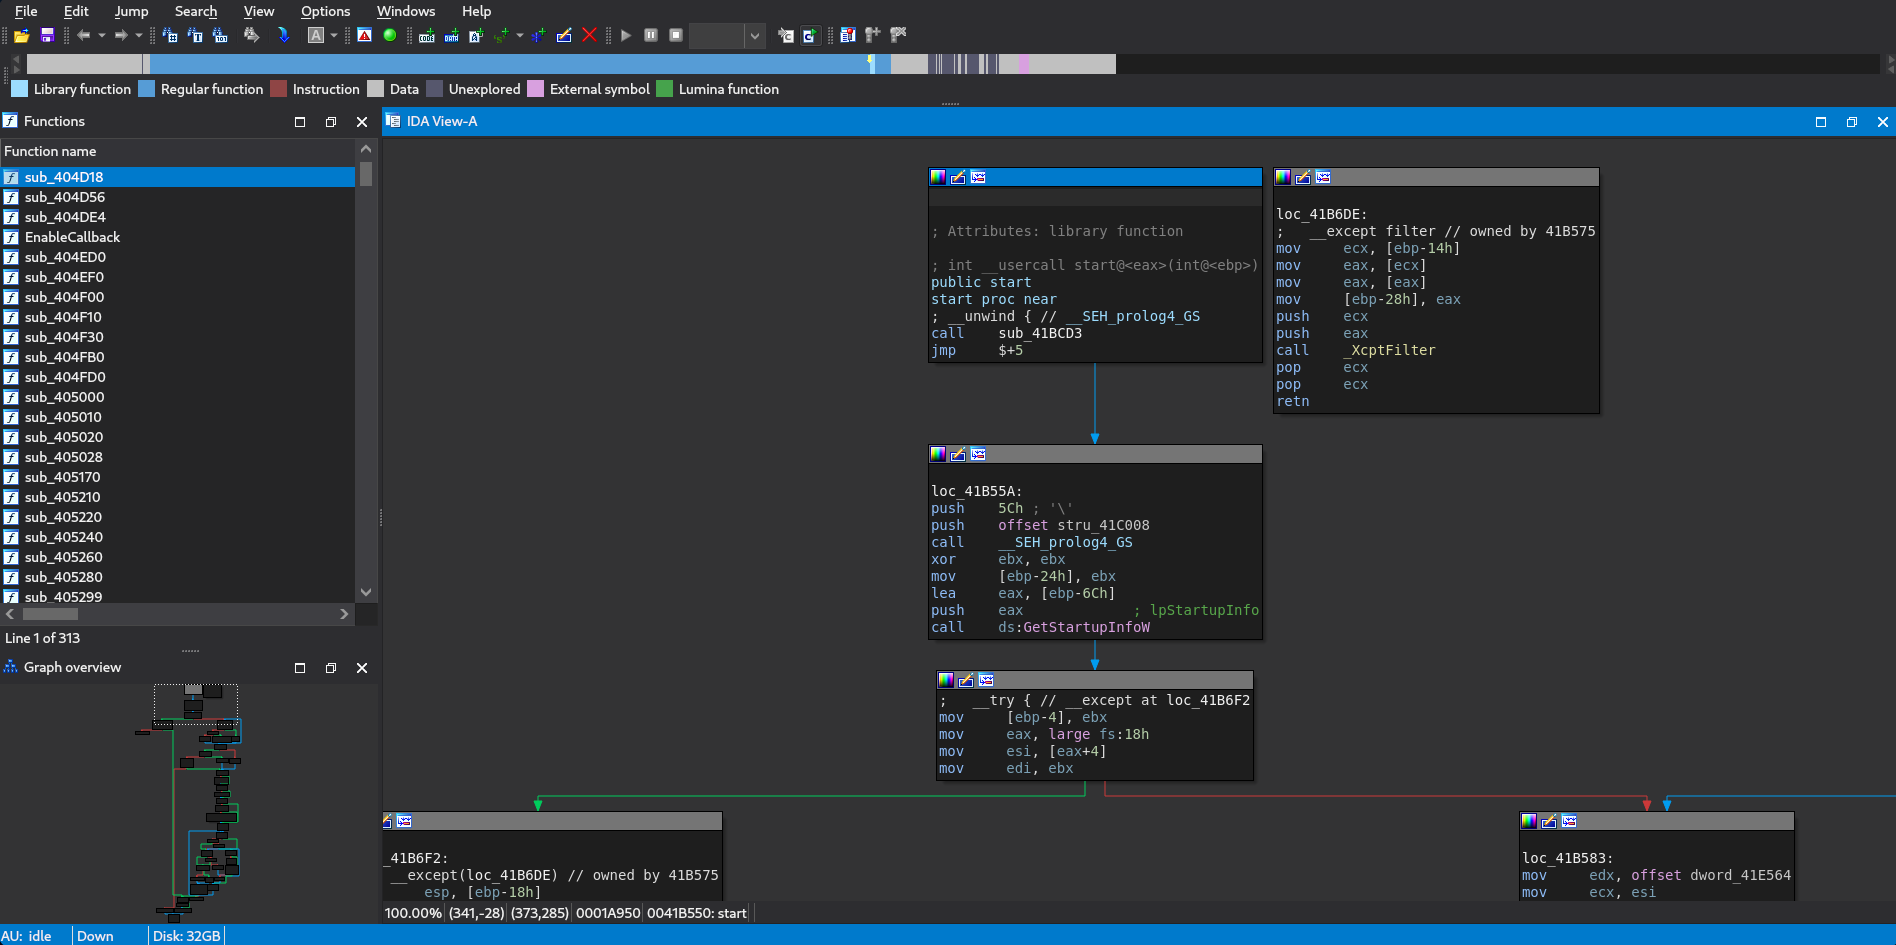 File Edit Jump Search View Options Windows Help
Library function Regular function Instruction Data Unexplored External symbol Lumina function
Functions
Function name
sub_404D18
sub_404D56
sub_404DE4
EnableCallback
sub_404ED0
sub_404EF0
sub_404F00
sub_404F10
sub_404F30
sub_404FB0
sub_404FD0
sub_405000
sub_405010
sub_405020
sub_405028
sub_405170
sub_405210
sub_405220
sub_405240
sub_405260
sub_405280
sub_405299
Line 1 of 313
Graph overview
IDA View-A
; Attributes: library function
; int __usercall start@<eax>(int@<ebp>)
public start
start proc near
; __unwind { // __SEH_prolog4_GS
call sub_41BCD3
jmp $+5
loc_41B6DE:
; __except filter // owned by 41B575
mov ecx, [ebp-14h]
mov eax, [ecx]
mov eax, [eax]
mov [ebp-28h], eax
push ecx
push eax
call _XcptFilter
pop ecx
pop ecx
retn
loc_41B55A:
push 5Ch ; '\'
push offset stru_41C008
call __SEH_prolog4_GS
xor ebx, ebx
mov [ebp-24h], ebx
lea eax, [ebp-6Ch]
push eax ; lpStartupInfo
call ds:GetStartupInfoW
; __try { // __except at loc_41B6F2
mov [ebp-4], ebx
mov eax, large fs:18h
mov esi, [eax+4]
mov edi, ebx
_41B6F2:
__except(loc_41B6DE) // owned by 41B575
esp, [ebp-18h]
loc_41B583:
mov edx, offset dword_41E564
mov ecx, esi
100.00% (341,-28) (373,285) 0001A950 0041B550: start
AU: idle Down Disk: 32GB